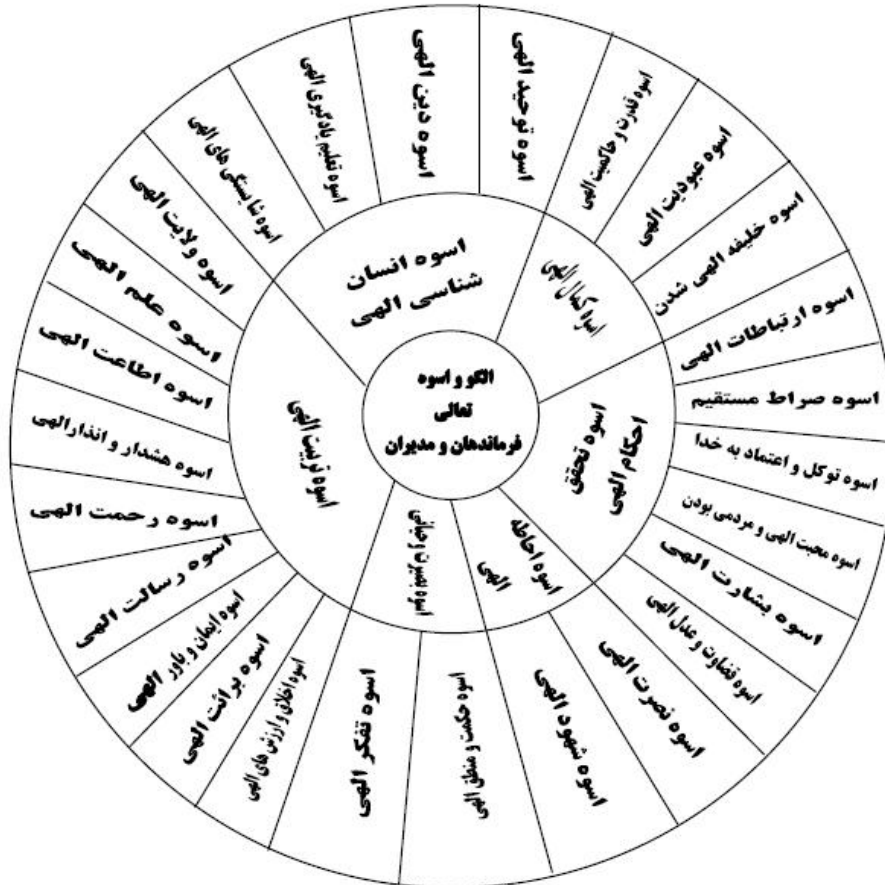 الگو و اسوه
تعالی
فرماندهان و مدیران
اسوه انسان
شناسی الهی
اسوه کمال الهی
اسوه تحقق
احکام الهی
اسوه احاطه
الهی
اسوه بصیرت و
اسوه تربیت الهی
اسوه توحید الهی
اسوه قدرت و حاکمیت الهی
اسوه عبودیت الهی
اسوه خلیفه الهی شدن
اسوه ارتباطات الهی
اسوه صراط مستقیم
اسوه توکل و اعتماد به خدا
اسوه محبت الهی و مردمی بودن
اسوه بشارت الهی
اسوه قضاوت و عدل الهی
اسوه نصرت الهی
اسوه شهود الهی
اسوه حکمت و منطق الهی
اسوه تفکر الهی
اسوه اخلاق و ارزش های الهی
اسوه برائت الهی
اسوه ایمان و باور الهی
اسوه رسالت الهی
اسوه رحمت الهی
اسوه هشدار و انذارالهی
اسوه اطاعت الهی
اسوه علم الهی
اسوه ولایت الهی
اسوه شایستگی های الهی
اسوه تعلیم یادگیری الهی
اسوه دین الهی